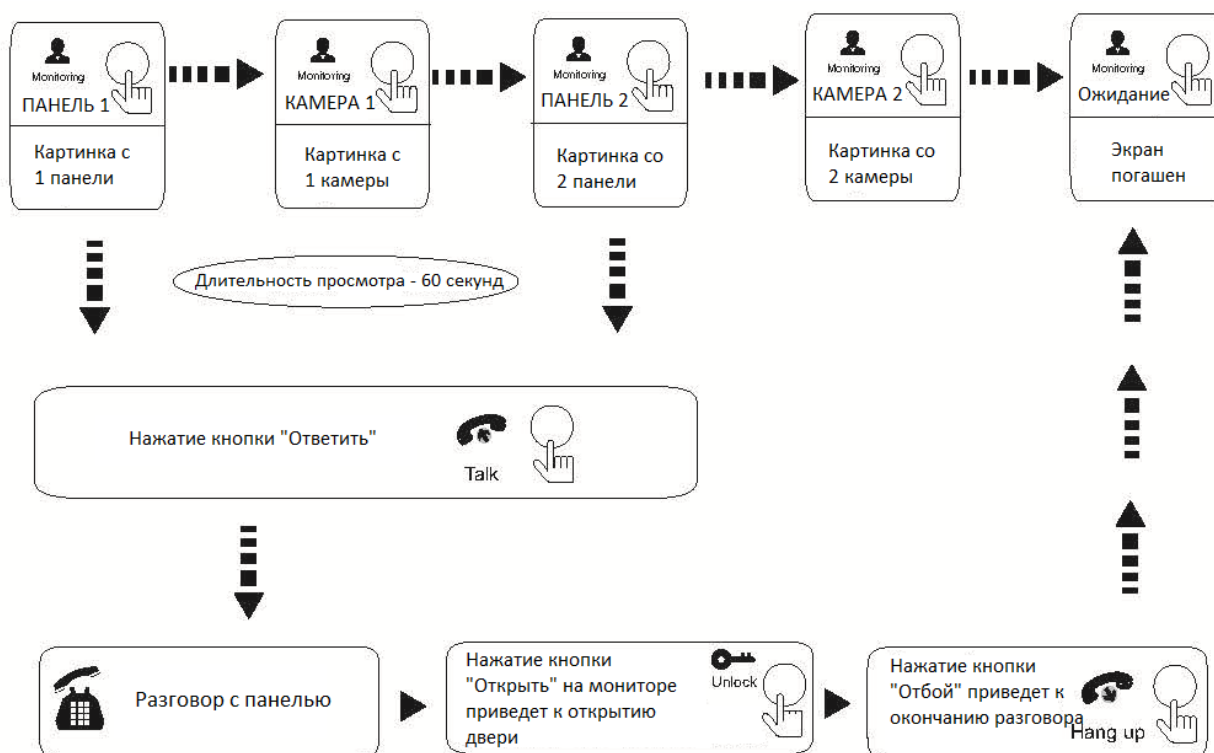 Monitoring
ПАНЕЛЬ 1
Картинка с
1 панели
Monitoring
КАМЕРА 1
Картинка с
1 камеры
Monitoring
ПАНЕЛЬ 2
Картинка со
2 панели
Monitoring
КАМЕРА 2
Картинка со
2 камеры
Monitoring
Ожидание
Экран
погашен
Длительность просмотра - 60 секунд
Нажатие кнопки "Ответить"
Talk
Разговор с панелью
Нажатие кнопки
"Открыть" на мониторе
приведет к открытию
двери
Unlock
Нажатие кнопки
"Отбой" приведет к
окончанию разговора
Hang up